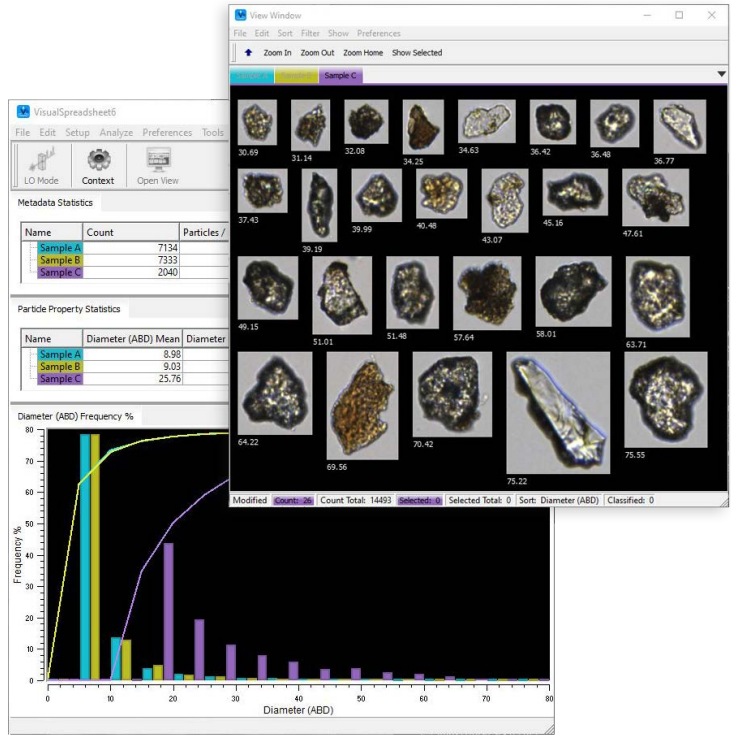 View Window
File Edit Sort Filter Show Preferences
Zoom In Zoom Out Zoom Home Show Selected
Sample C
30.69 31.14 32.08 34.25 34.63 36.42 36.48 36.77
37.43 39.19 39.99 40.48 43.07 45.16 47.61
49.15 51.01 51.48 57.64 58.01 63.71
64.22 69.56 70.42 75.22 75.55
Modified Count: 26 Count Total: 14493 Selected: 0 Selected Total: 0 Sort: Diameter (ABD) Classified: 0
VisualSpreadsheet6
File Edit Setup Analyze Preferences Tools
LO Mode Context Open View
Metadata Statistics
Name Count Particles /
Sample A 7134
Sample B 7333
Sample C 2040
Particle Property Statistics
Name Diameter (ABD) Mean Diameter
Sample A 8.98
Sample B 9.03
Sample C 25.76
Diameter (ABD) Frequency %
80
70
60
50
40
30
20
10
0
Frequency %
0 10 20 30 40 50 60 70 80
Diameter (ABD)